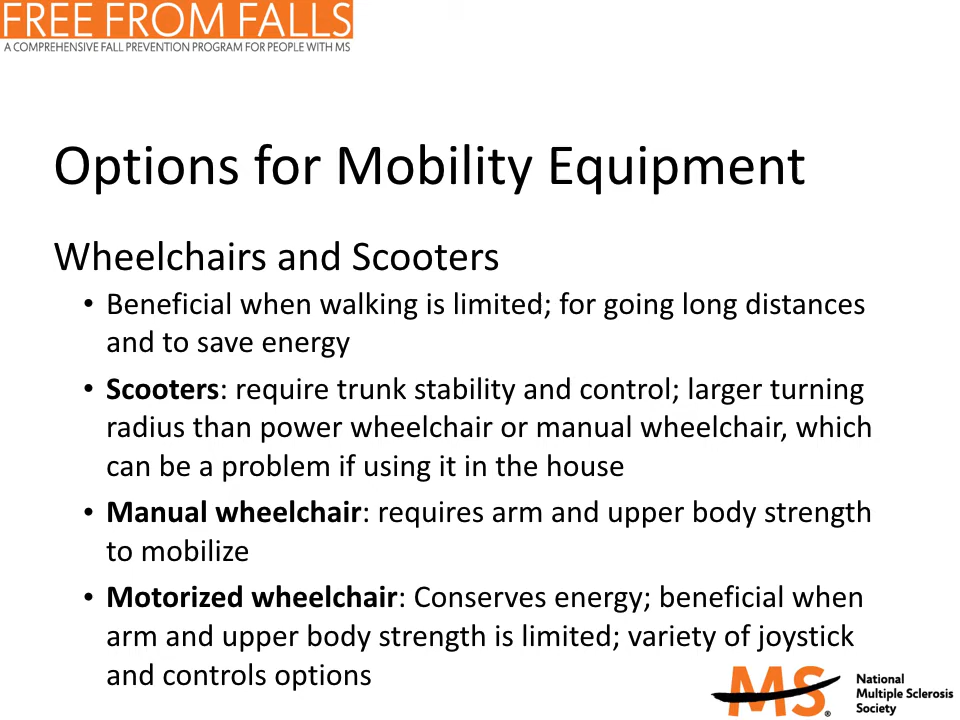 FREE FROM FALLS
A COMPREHENSIVE FALL PREVENTION PROGRAM FOR PEOPLE WITH MS
Options for Mobility Equipment
Wheelchairs and Scooters
• Beneficial when walking is limited; for going long distances
and to save energy
• Scooters: require trunk stability and control; larger turning
radius than power wheelchair or manual wheelchair, which
can be a problem if using it in the house
• Manual wheelchair: requires arm and upper body strength
to mobilize
• Motorized wheelchair: Conserves energy; beneficial when
arm and upper body strength is limited; variety of joystick
and controls options
MS®
National
Multiple Sclerosis
Society